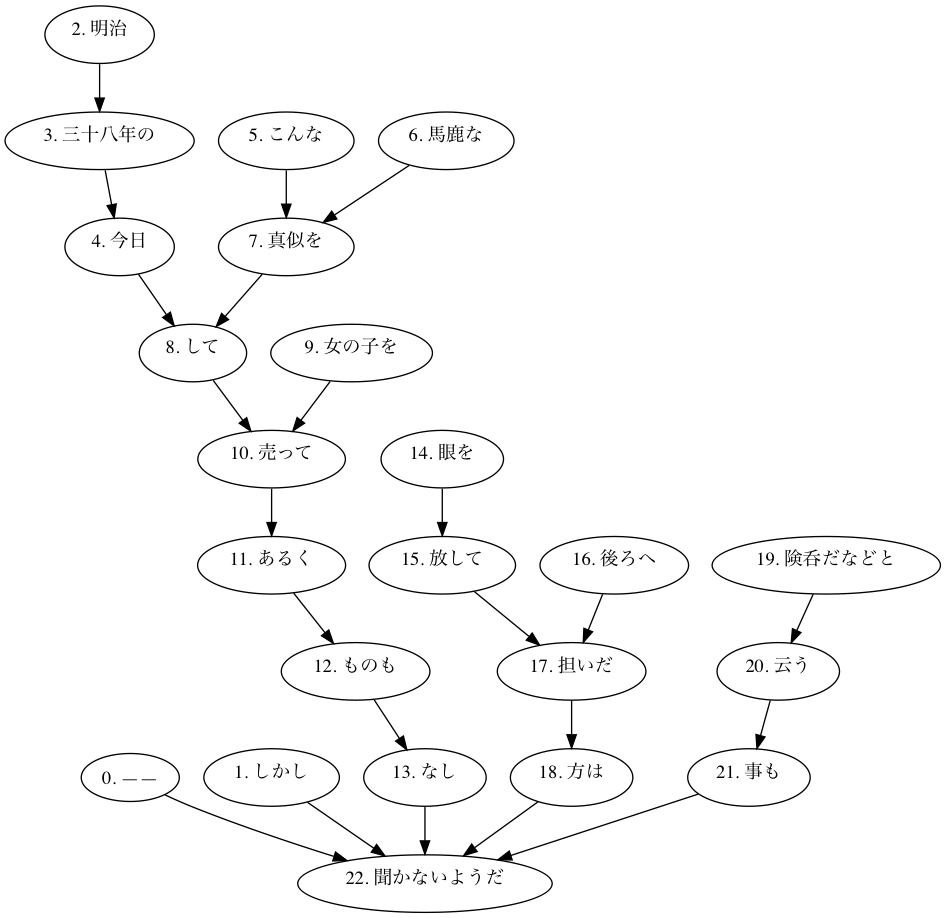 2. 明治
3. 三十八年の
5. こんな
6. 馬鹿な
4. 今日
7. 真似を
8. して
9. 女の子を
10. 売って
14. 眼を
11. あるく
15. 放して
16. 後ろへ
19. 険呑だなどと
12. ものも
17. 担いだ
20. 云う
0. ——
1. しかし
13. なし
18. 方は
21. 事も
22. 聞かないようだ